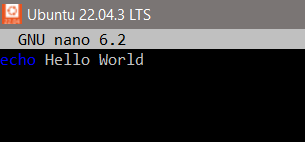 Ubuntu 22.04.3 LTS
GNU nano 6.2
echo Hello World